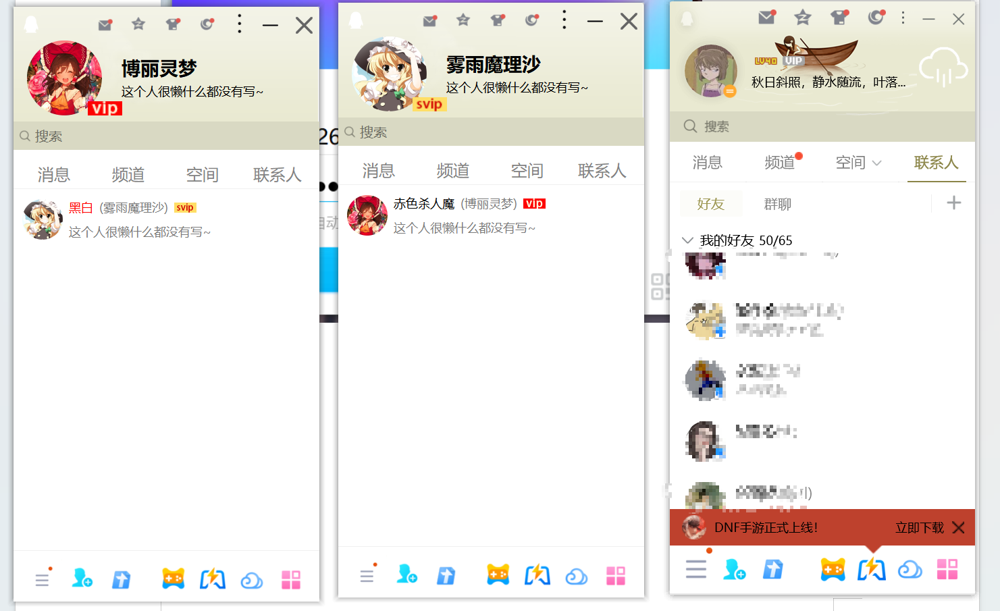 博丽灵梦
这个人很懒什么都没有写~
vip
搜索
消息 频道 空间 联系人
黑白 (雾雨魔理沙) svip
这个人很懒什么都没有写~
26
自动
雾雨魔理沙
这个人很懒什么都没有写~
svip
搜索
消息 频道 空间 联系人
赤色杀人魔 (博丽灵梦) vip
这个人很懒什么都没有写~
LV40 VIP
秋日斜照，静水随流，叶落...
搜索
消息 频道 空间 联系人
好友 群聊
我的好友 50/65
DNF手游正式上线！ 立即下载